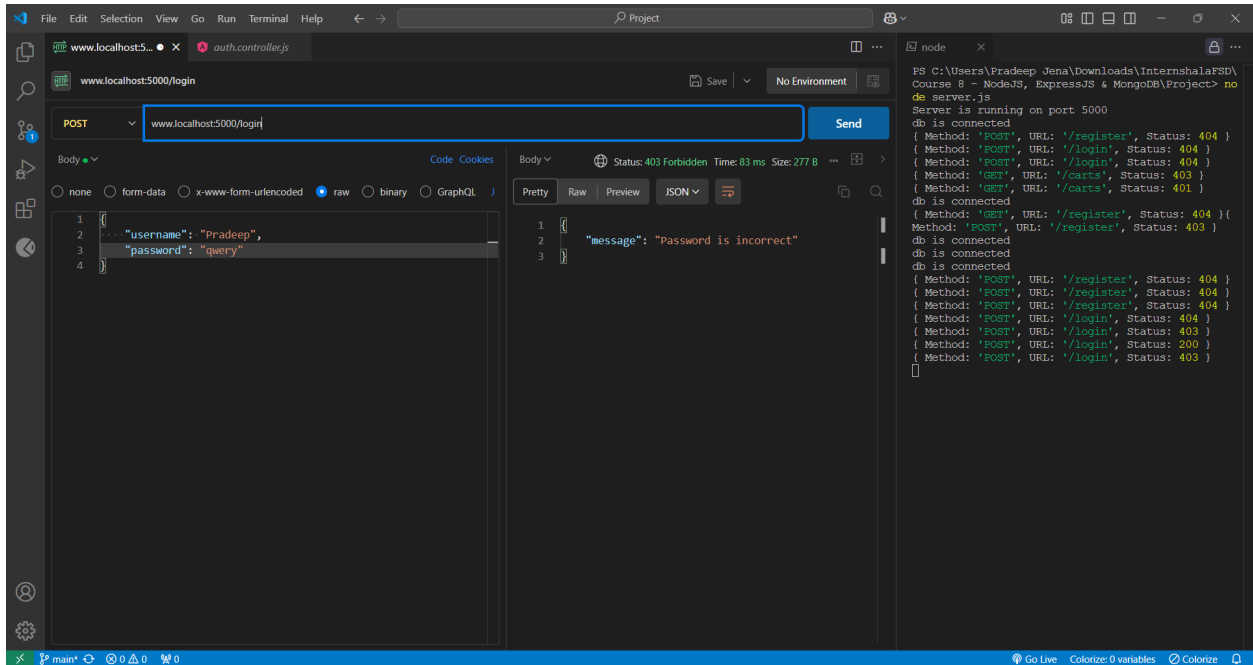 File Edit Selection View Go Run Terminal Help ← → Project
www.localhost:5... auth.controller.js node
www.localhost:5000/login Save No Environment
POST www.localhost:5000/login Send
Body Code Cookies
none form-data x-www-form-urlencoded raw binary GraphQL J
1 {
2 ····"username":·"Pradeep",
3 "password": "qwery"
4 }
Body Status: 403 Forbidden Time: 83 ms Size: 277 B
Pretty Raw Preview JSON
1 {
2 "message": "Password is incorrect"
3 }
PS C:\Users\Pradeep Jena\Downloads\InternshalaFSD\
Course 8 - NodeJS, ExpressJS & MongoDB\Project> no
de server.js
Server is running on port 5000
db is connected
{ Method: 'POST', URL: '/register', Status: 404 }
{ Method: 'POST', URL: '/login', Status: 404 }
{ Method: 'POST', URL: '/login', Status: 404 }
{ Method: 'GET', URL: '/carts', Status: 403 }
{ Method: 'GET', URL: '/carts', Status: 401 }
db is connected
{ Method: 'GET', URL: '/register', Status: 404 }{
Method: 'POST', URL: '/register', Status: 403 }
db is connected
db is connected
db is connected
{ Method: 'POST', URL: '/register', Status: 404 }
{ Method: 'POST', URL: '/register', Status: 404 }
{ Method: 'POST', URL: '/register', Status: 404 }
{ Method: 'POST', URL: '/login', Status: 404 }
{ Method: 'POST', URL: '/login', Status: 403 }
{ Method: 'POST', URL: '/login', Status: 200 }
{ Method: 'POST', URL: '/login', Status: 403 }
1
main* 0 0 0 Go Live Colorize: 0 variables Colorize